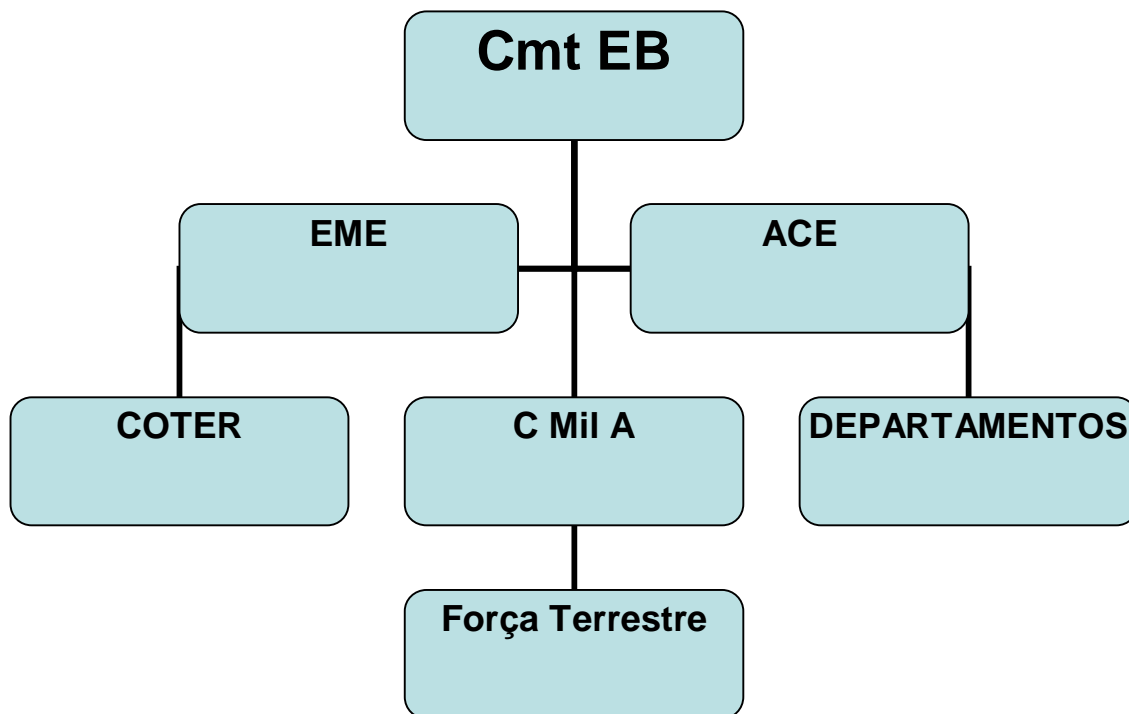 Cmt EB
EME
ACE
COTER
C Mil A
DEPARTAMENTOS
Força Terrestre